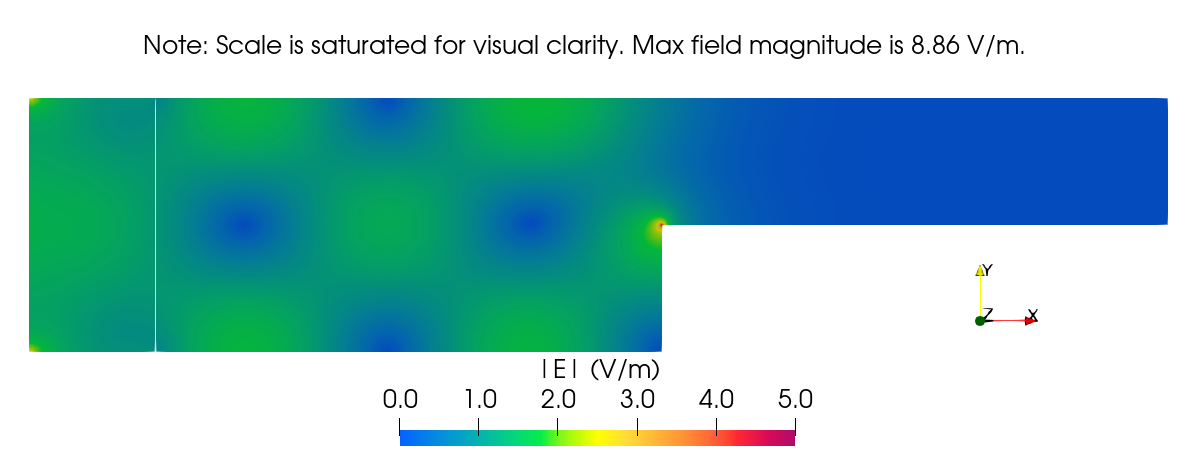 Note: Scale is saturated for visual clarity. Max field magnitude is 8.86 V/m.
Y
Z X
|E| (V/m)
0.0 1.0 2.0 3.0 4.0 5.0